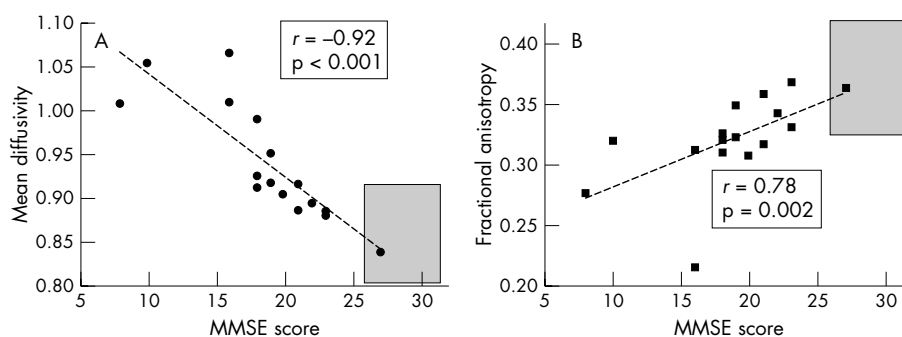 A
r = –0.92
p < 0.001
Mean diffusivity
1.10
1.05
1.00
0.95
0.90
0.85
0.80
5 10 15 20 25 30
MMSE score
B
r = 0.78
p = 0.002
Fractional anisotropy
0.40
0.35
0.30
0.20
5 10 15 20 25 30
MMSE score